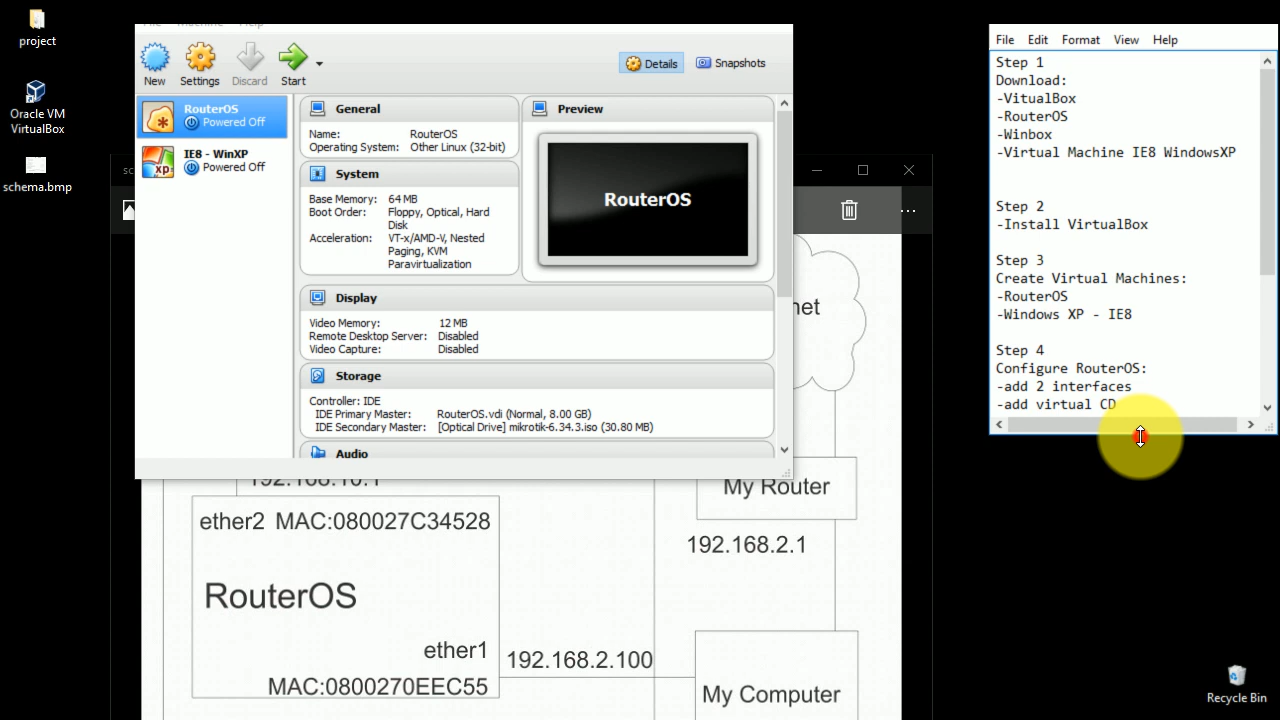 project
Oracle VM
VirtualBox
schema.bmp
File Machine Help
New
Settings
Discard
Start
Details
Snapshots
RouterOS
Powered Off
IE8 - WinXP
Powered Off
General
Name: RouterOS
Operating System: Other Linux (32-bit)
System
Base Memory: 64 MB
Boot Order: Floppy, Optical, Hard
Disk
Acceleration: VT-x/AMD-V, Nested
Paging, KVM
Paravirtualization
Preview
RouterOS
Display
Video Memory: 12 MB
Remote Desktop Server: Disabled
Video Capture: Disabled
Storage
Controller: IDE
IDE Primary Master: RouterOS.vdi (Normal, 8.00 GB)
IDE Secondary Master: [Optical Drive] mikrotik-6.34.3.iso (30.80 MB)
Audio
192.168.10.1
ether2 MAC:080027C34528
RouterOS
ether1
MAC:0800270EEC55
192.168.2.100
My Router
192.168.2.1
My Computer
File Edit Format View Help
Step 1
Download:
-VitualBox
-RouterOS
-Winbox
-Virtual Machine IE8 WindowsXP
Step 2
-Install VirtualBox
Step 3
Create Virtual Machines:
-RouterOS
-Windows XP - IE8
Step 4
Configure RouterOS:
-add 2 interfaces
-add virtual CD
Recycle Bin